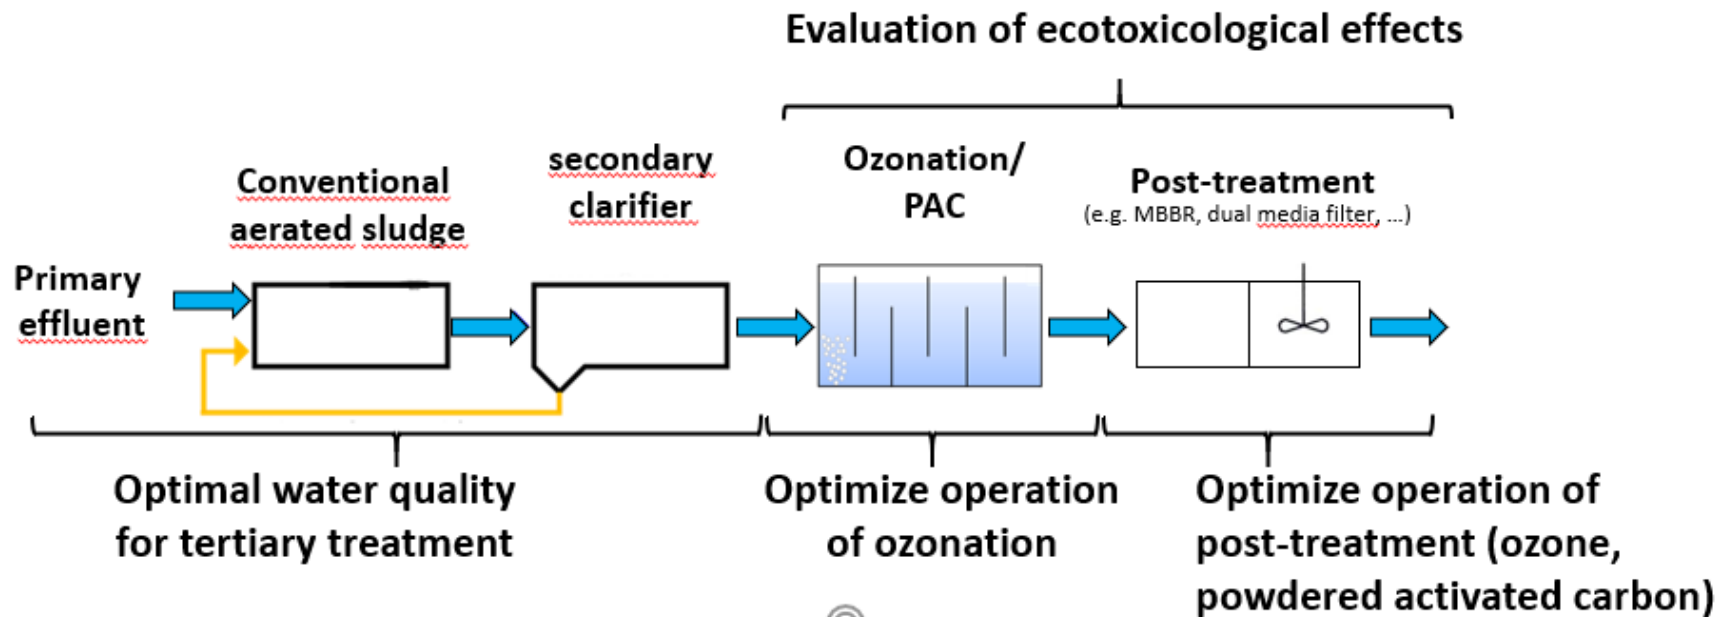 Evaluation of ecotoxicological effects
Conventional
aerated sludge
secondary
clarifier
Ozonation/
PAC
Post-treatment
(e.g. MBBR, dual media filter, ...)
Primary
effluent
Optimal water quality
for tertiary treatment
Optimize operation
of ozonation
Optimize operation of
post-treatment (ozone,
powdered activated carbon)